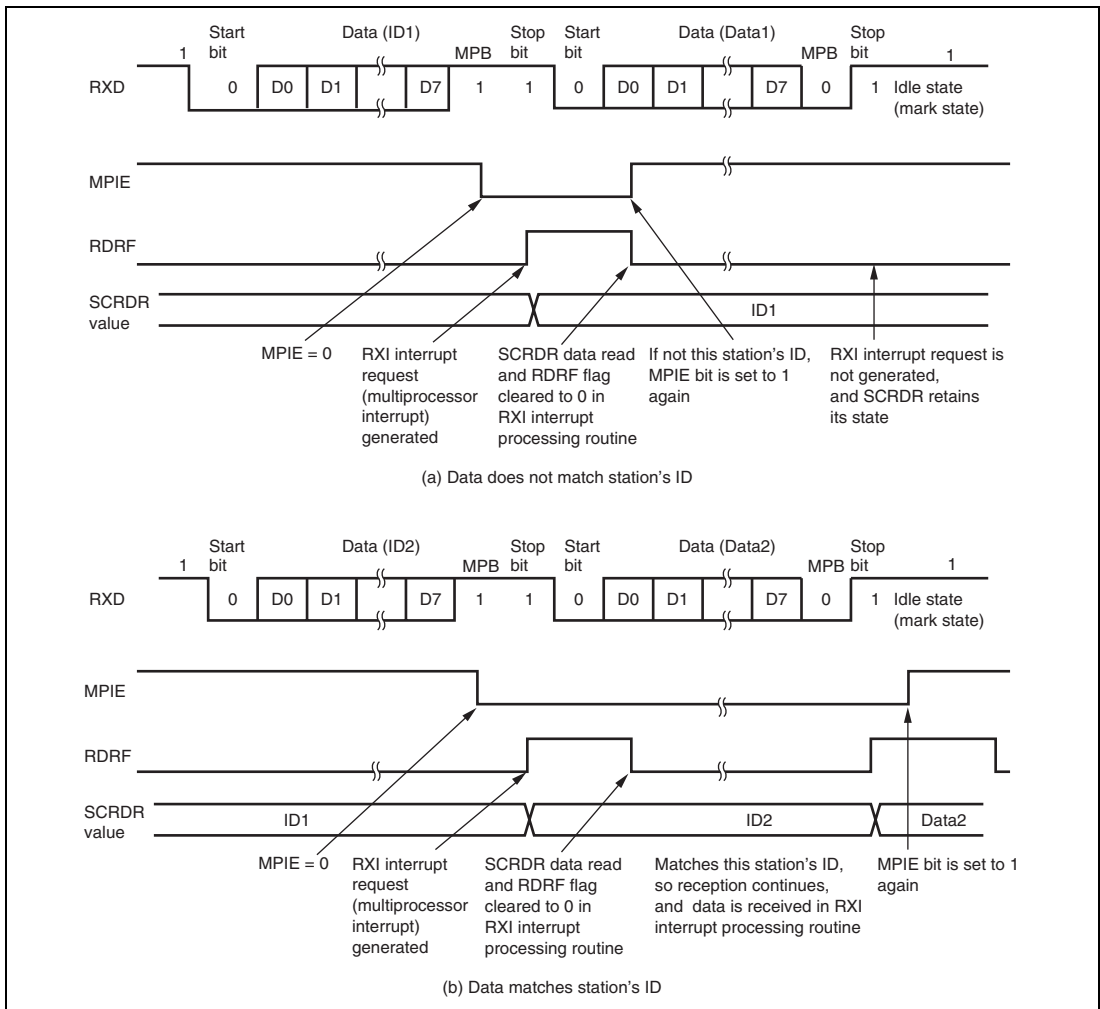 Start bit Data (ID1) MPB Stop bit Start bit Data (Data1) MPB Stop bit
1 1
RXD 0 D0 D1 D7 1 1 0 D0 D1 D7 0 1 Idle state
(mark state)
MPIE
RDRF
SCRDR
value
ID1
MPIE = 0
RXI interrupt
request
(multiprocessor
interrupt)
generated
SCRDR data read
and RDRF flag
cleared to 0 in
RXI interrupt
processing routine
If not this station's ID,
MPIE bit is set to 1
again
RXI interrupt request is
not generated,
and SCRDR retains
its state
(a) Data does not match station's ID
Start bit Data (ID2) MPB Stop bit Start bit Data (Data2) MPB Stop bit
1 1
RXD 0 D0 D1 D7 1 1 0 D0 D1 D7 0 1 Idle state
(mark state)
MPIE
RDRF
SCRDR
value
ID1 ID2 Data2
MPIE = 0
RXI interrupt
request
(multiprocessor
interrupt)
generated
SCRDR data read
and RDRF flag
cleared to 0 in
RXI interrupt
processing routine
Matches this station's ID,
so reception continues,
and data is received in RXI
interrupt processing routine
MPIE bit is set to 1
again
(b) Data matches station's ID